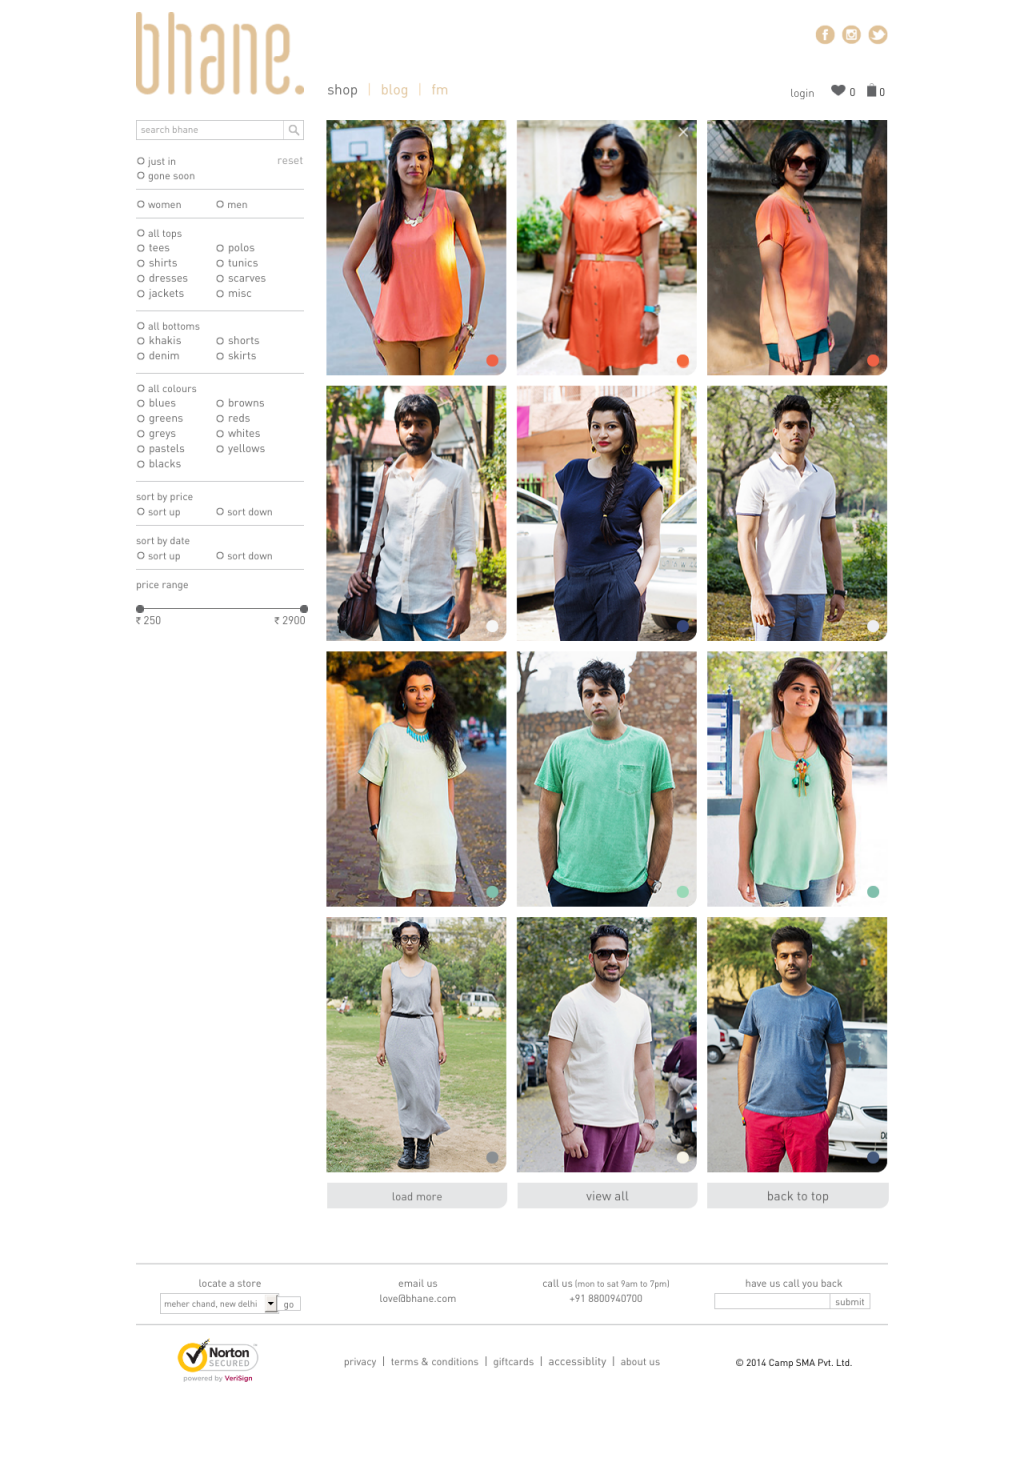 bhane.
shop | blog | fm
login 0 0
search bhane
just in reset
gone soon
women men
all tops
tees polos
shirts tunics
dresses scarves
jackets misc
all bottoms
khakis shorts
denim skirts
all colours
blues browns
greens reds
greys whites
pastels yellows
blacks
sort by price
sort up sort down
sort by date
sort up sort down
price range
₹ 250 ₹ 2900
load more view all back to top
locate a store email us call us (mon to sat 9am to 7pm) have us call you back
meher chand, new delhi go love@bhane.com +91 8800940700 submit
Norton
SECURED
powered by VeriSign
privacy | terms & conditions | giftcards | accessiblity | about us
© 2014 Camp SMA Pvt. Ltd.